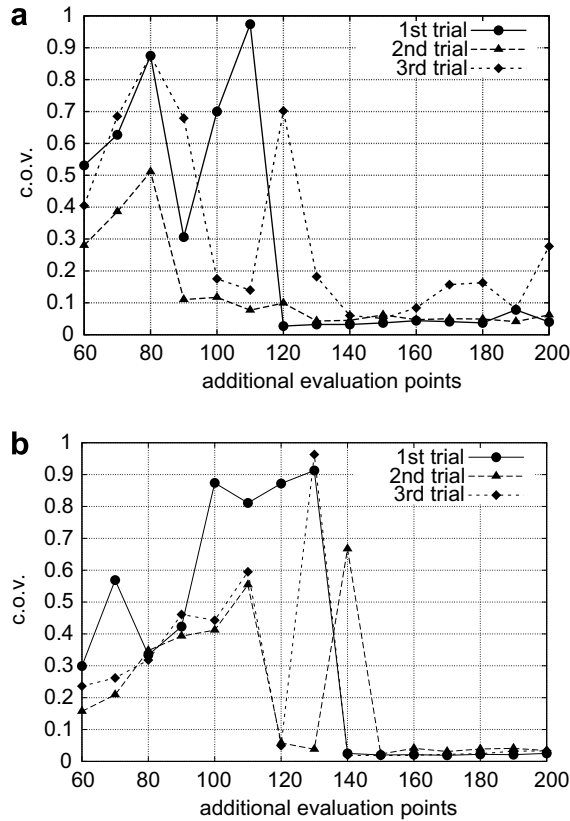 a
1
0.9
0.8
0.7
0.6
0.5
0.4
0.3
0.2
0.1
0
c.o.v.
1st trial
2nd trial
3rd trial
60 80 100 120 140 160 180 200
additional evaluation points
b
1
0.9
0.8
0.7
0.6
0.5
0.4
0.3
0.2
0.1
0
c.o.v.
1st trial
2nd trial
3rd trial
60 80 100 120 140 160 180 200
additional evaluation points